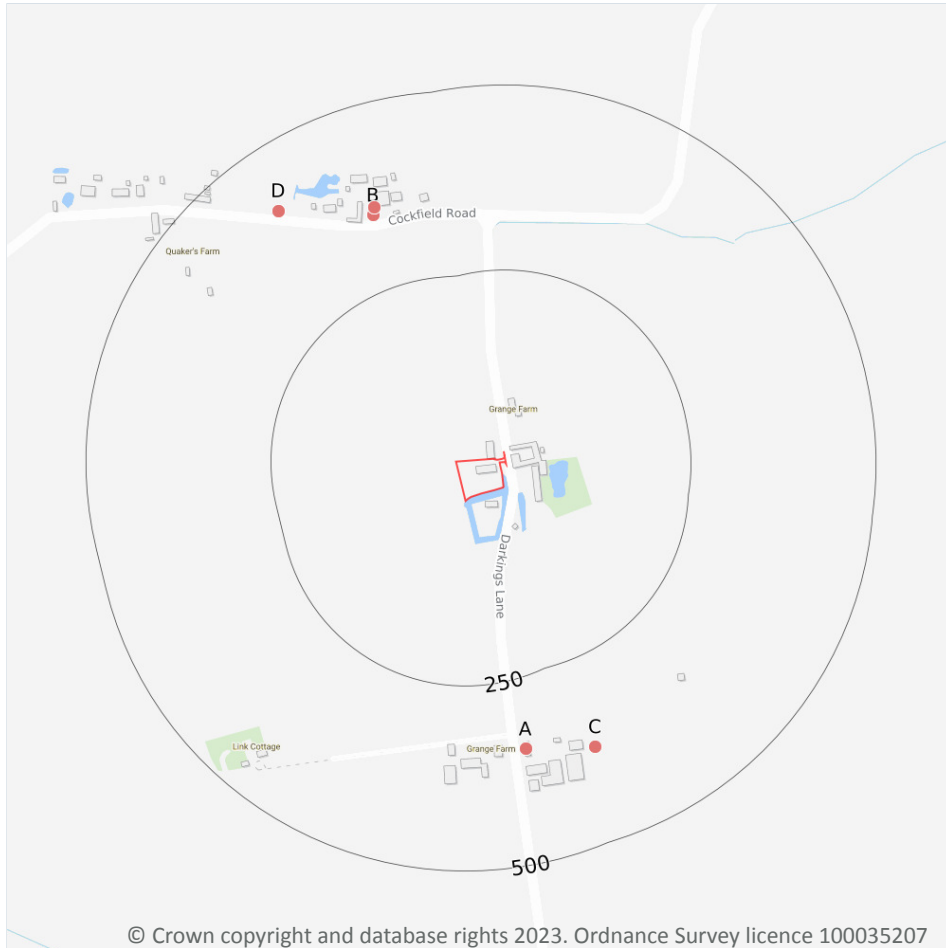 D
B
Cockfield Road
Quaker's Farm
Grange Farm
Darkings Lane
250
A
C
Link Cottage
Grange Farm
500
© Crown copyright and database rights 2023. Ordnance Survey licence 100035207